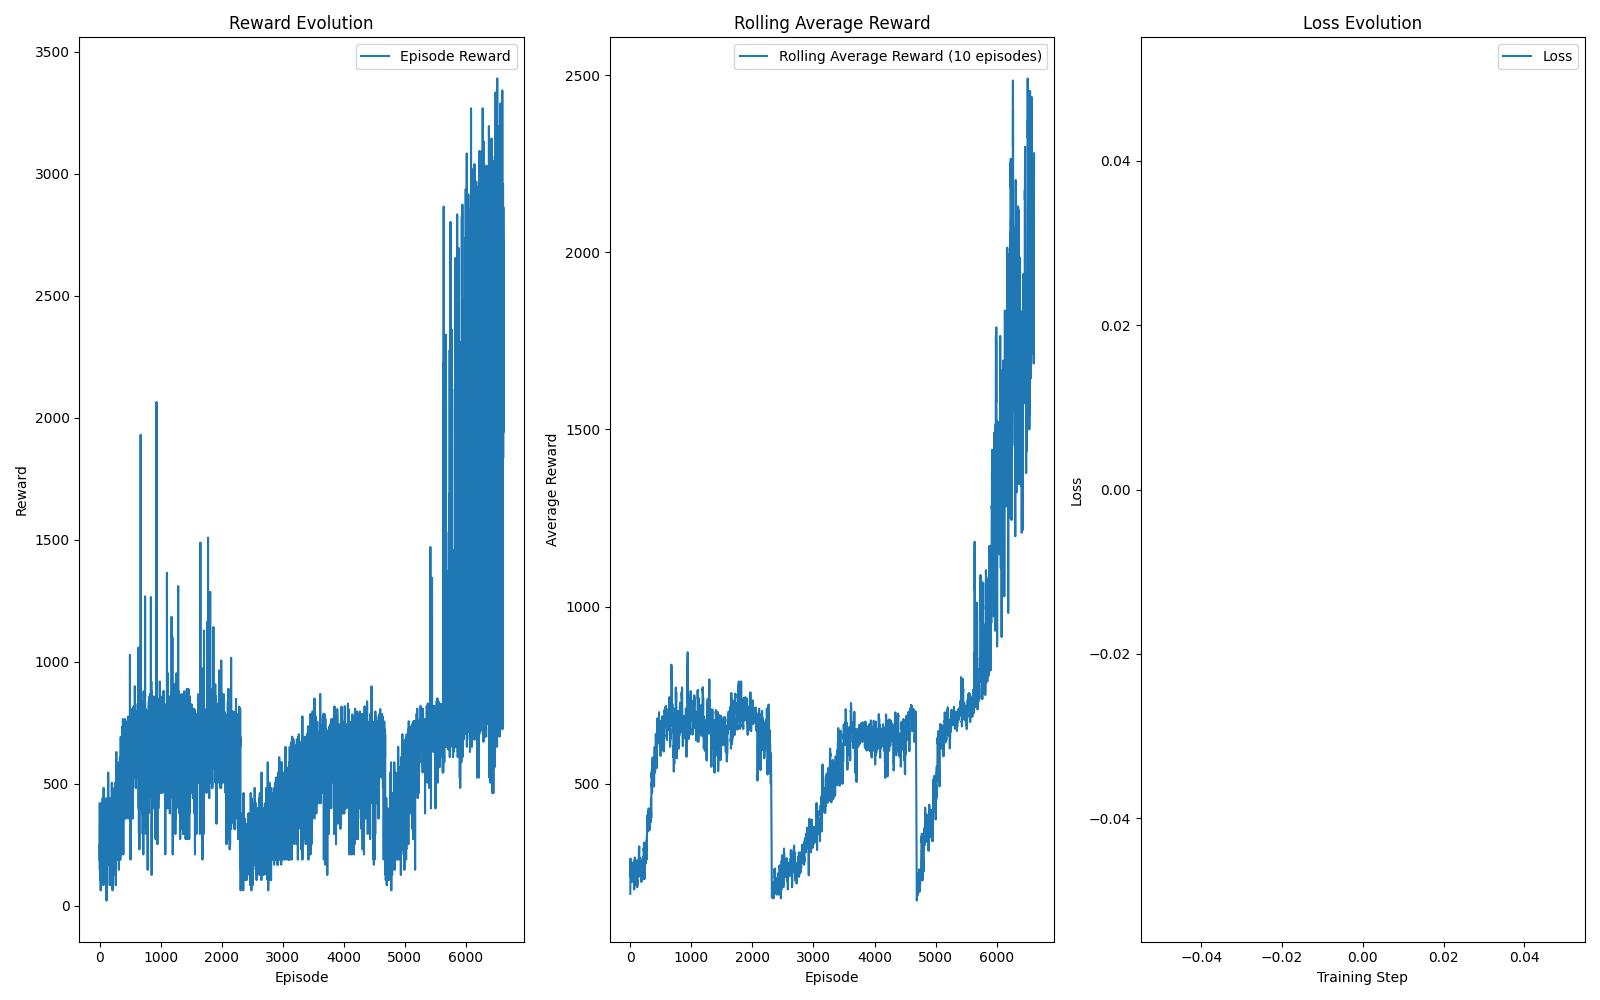 Reward Evolution
Episode Reward
3500
3000
2500
2000
1500
1000
500
0
Reward
0 1000 2000 3000 4000 5000 6000
Episode
Rolling Average Reward
Rolling Average Reward (10 episodes)
2500
2000
1500
1000
500
Average Reward
0 1000 2000 3000 4000 5000 6000
Episode
Loss Evolution
Loss
0.04
0.02
0.00
−0.02
−0.04
Loss
−0.04 −0.02 0.00 0.02 0.04
Training Step